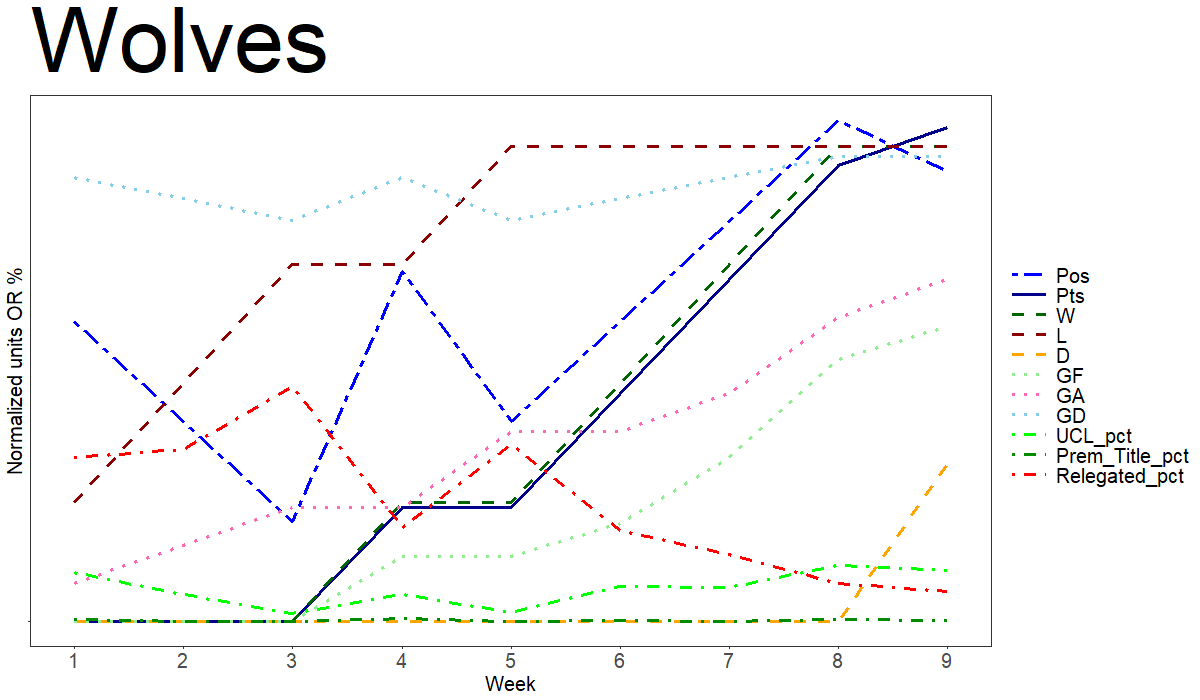 Wolves
Normalized units OR %
1 2 3 4 5 6 7 8 9
Week
Pos
Pts
W
L
D
GF
GA
GD
UCL_pct
Prem_Title_pct
Relegated_pct